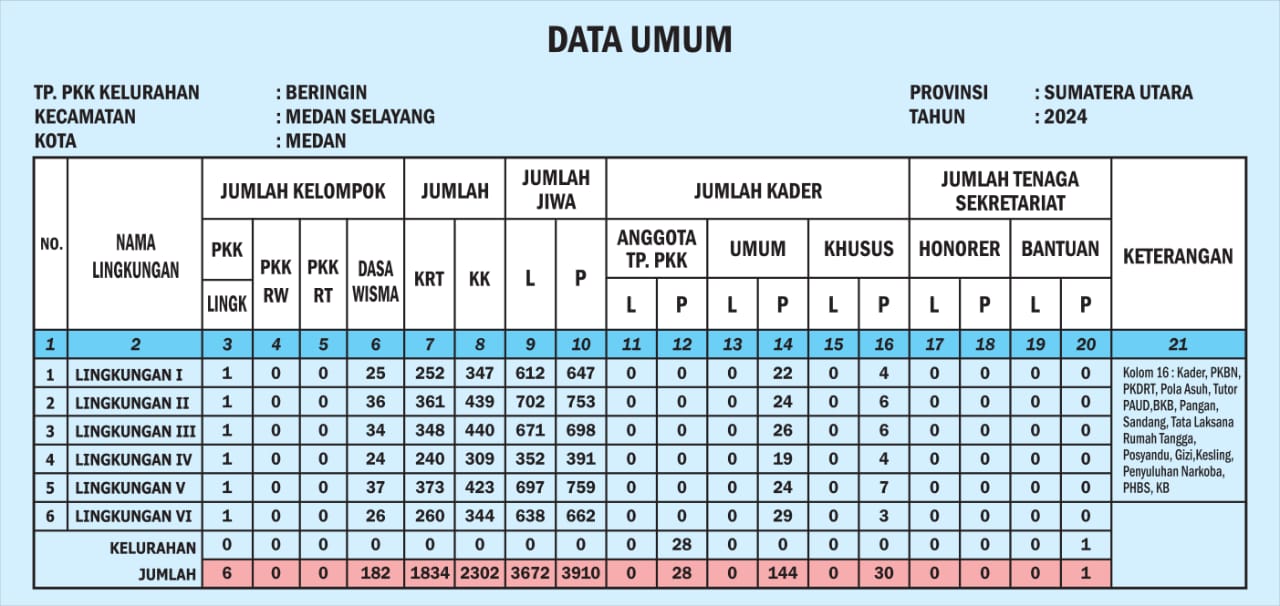 DATA UMUM
TP. PKK KELURAHAN : BERINGIN PROVINSI : SUMATERA UTARA
KECAMATAN : MEDAN SELAYANG TAHUN : 2024
KOTA : MEDAN
NO. NAMA LINGKUNGAN JUMLAH KELOMPOK JUMLAH JUMLAH JIWA JUMLAH KADER JUMLAH TENAGA SEKRETARIAT KETERANGAN
PKK LINGK PKK RW PKK RT DASA WISMA KRT KK L P ANGGOTA TP. PKK UMUM KHUSUS HONORER BANTUAN
L P L P L P L P L P
1 2 3 4 5 6 7 8 9 10 11 12 13 14 15 16 17 18 19 20 21
1 LINGKUNGAN I 1 0 0 25 252 347 612 647 0 0 0 22 0 4 0 0 0 0
2 LINGKUNGAN II 1 0 0 36 361 439 702 753 0 0 0 24 0 6 0 0 0 0
3 LINGKUNGAN III 1 0 0 34 348 440 671 698 0 0 0 26 0 6 0 0 0 0
4 LINGKUNGAN IV 1 0 0 24 240 309 352 391 0 0 0 19 0 4 0 0 0 0
5 LINGKUNGAN V 1 0 0 37 373 423 697 759 0 0 0 24 0 7 0 0 0 0
6 LINGKUNGAN VI 1 0 0 26 260 344 638 662 0 0 0 29 0 3 0 0 0 0
KELURAHAN 0 0 0 0 0 0 0 0 0 28 0 0 0 0 0 0 0 1
JUMLAH 6 0 0 182 1834 2302 3672 3910 0 28 0 144 0 30 0 0 0 1
Kolom 16 : Kader, PKBN,
PKDRT, Pola Asuh, Tutor
PAUD,BKB, Pangan,
Sandang, Tata Laksana
Rumah Tangga,
Posyandu, Gizi,Kesling,
Penyuluhan Narkoba,
PHBS, KB